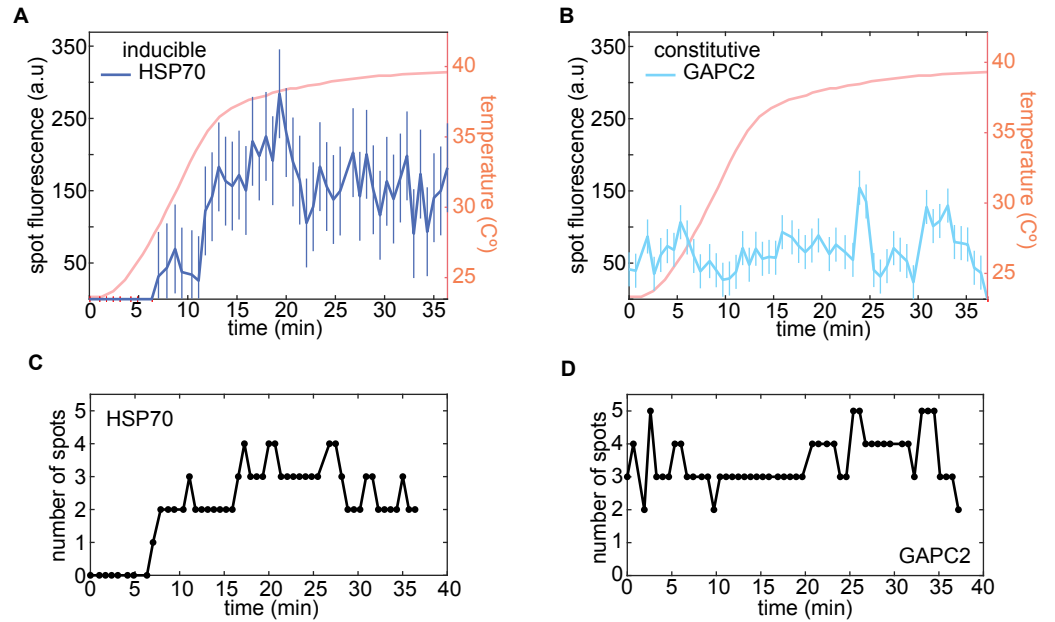 A
inducible
HSP70
350
250
150
50
spot fluorescence (a.u)
40
35
30
25
temperature (Cº)
0 5 10 15 20 25 30 35
time (min)
B
constitutive
GAPC2
350
250
150
50
spot fluorescence (a.u)
40
35
30
25
temperature (Cº)
0 5 10 15 20 25 30 35
time (min)
C
HSP70
5
4
3
2
1
0
number of spots
0 5 10 15 20 25 30 35 40
time (min)
D
GAPC2
5
4
3
2
1
0
number of spots
0 5 10 15 20 25 30 35 40
time (min)